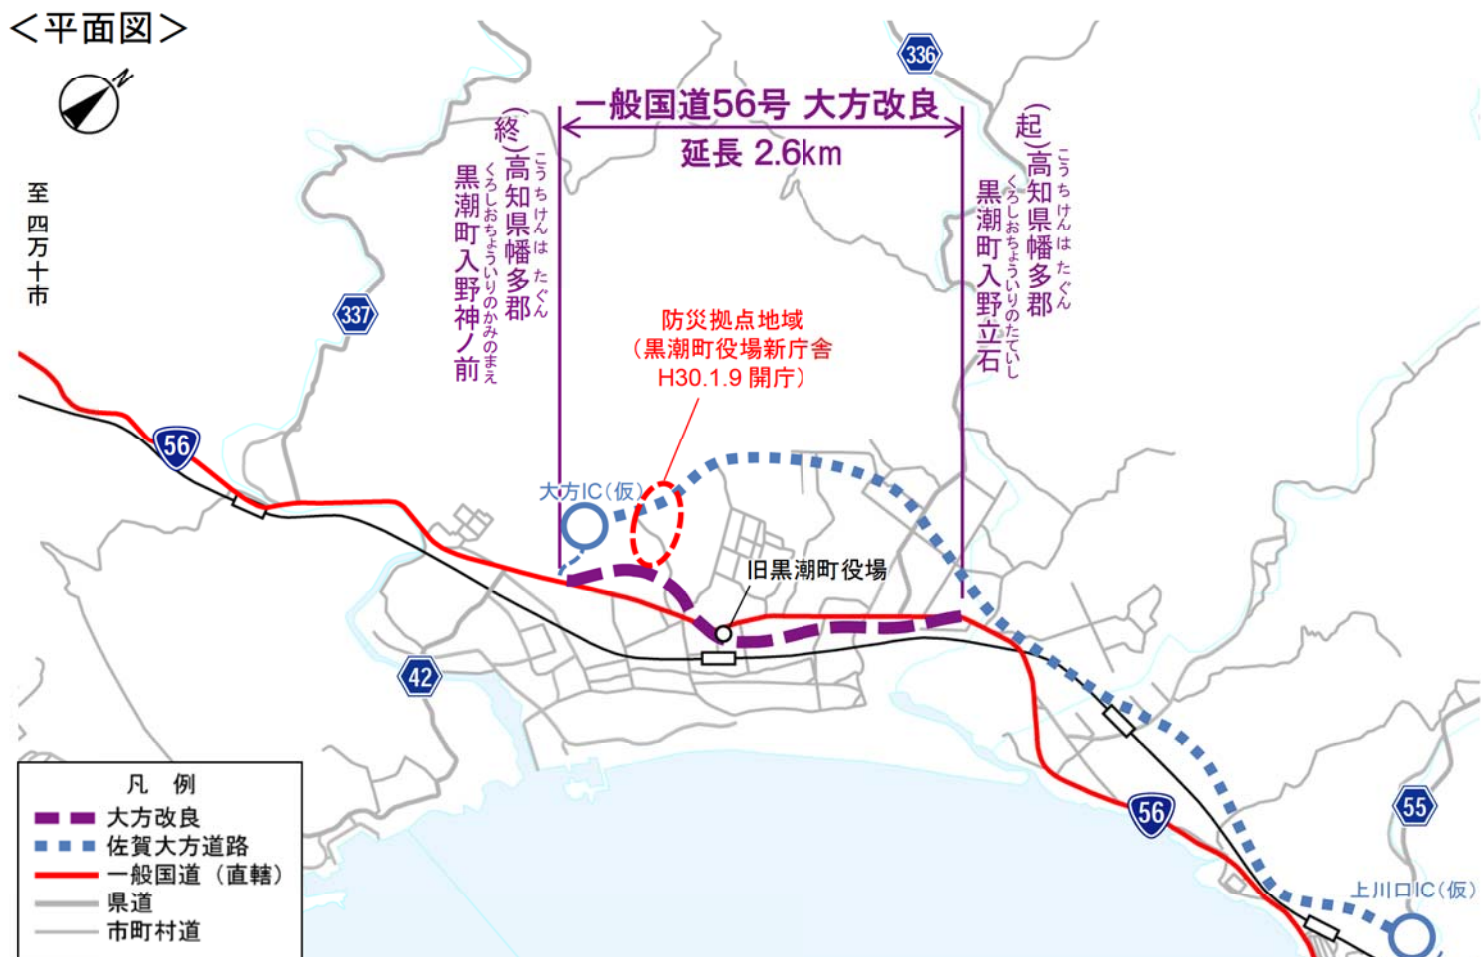 ＜平面図＞
N
336
一般国道56号 大方改良
延長 2.6km
(終)高知県幡多郡
こうちけんはたぐん
黒潮町入野神ノ前
くろしおちょういりのかみのまえ
(起)高知県幡多郡
こうちけんはたぐん
黒潮町入野立石
くろしおちょういりのたていし
至 四万十市
337
防災拠点地域
（黒潮町役場新庁舎
H30.1.9 開庁）
56
大方IC(仮)
旧黒潮町役場
42
56
55
上川口IC(仮)
凡 例
大方改良
佐賀大方道路
一般国道（直轄）
県道
市町村道